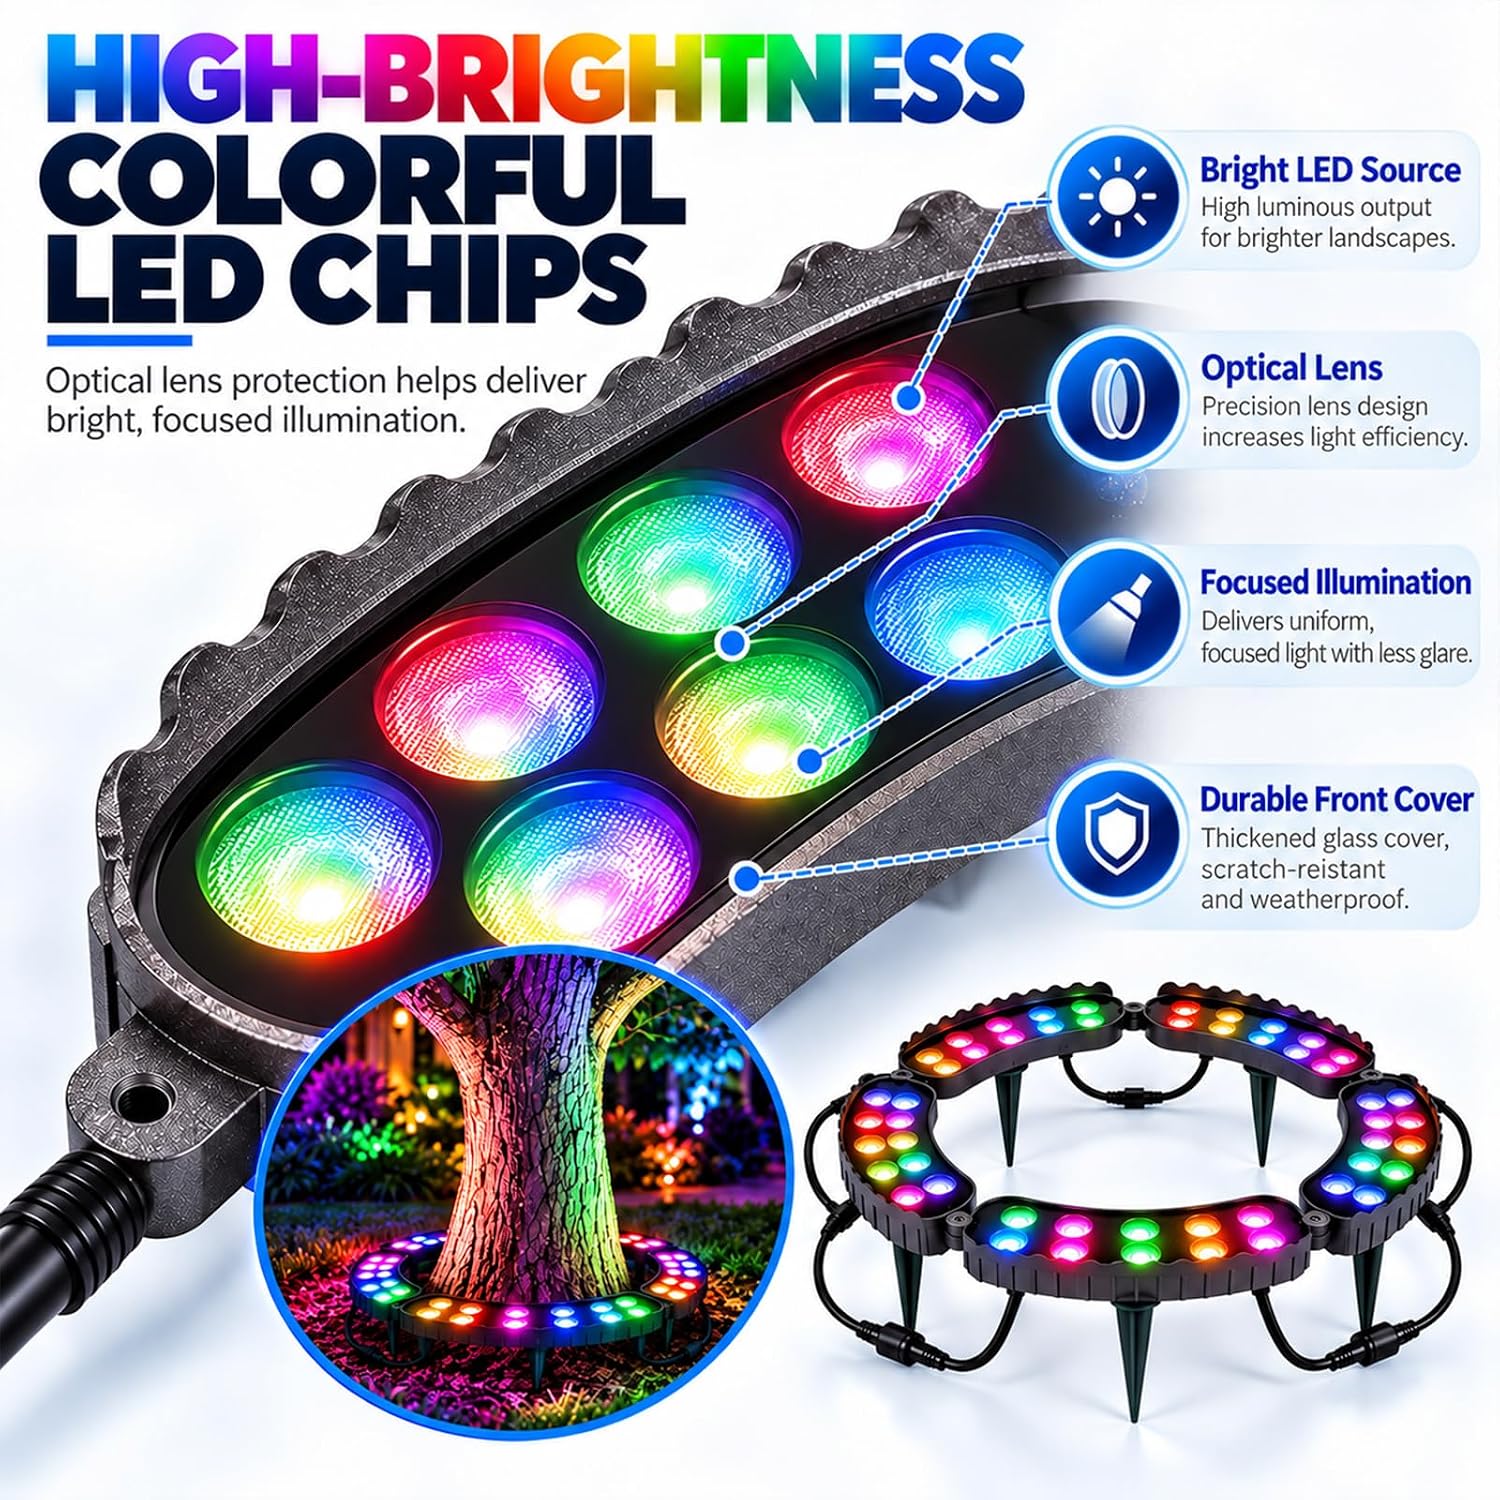 HIGH-BRIGHTNESS
COLORFUL
LED CHIPS
Optical lens protection helps deliver
bright, focused illumination.
Bright LED Source
High luminous output
for brighter landscapes.
Optical Lens
Precision lens design
increases light efficiency.
Focused Illumination
Delivers uniform,
focused light with less glare.
Durable Front Cover
Thickened glass cover,
scratch-reistant
and weatherproof.